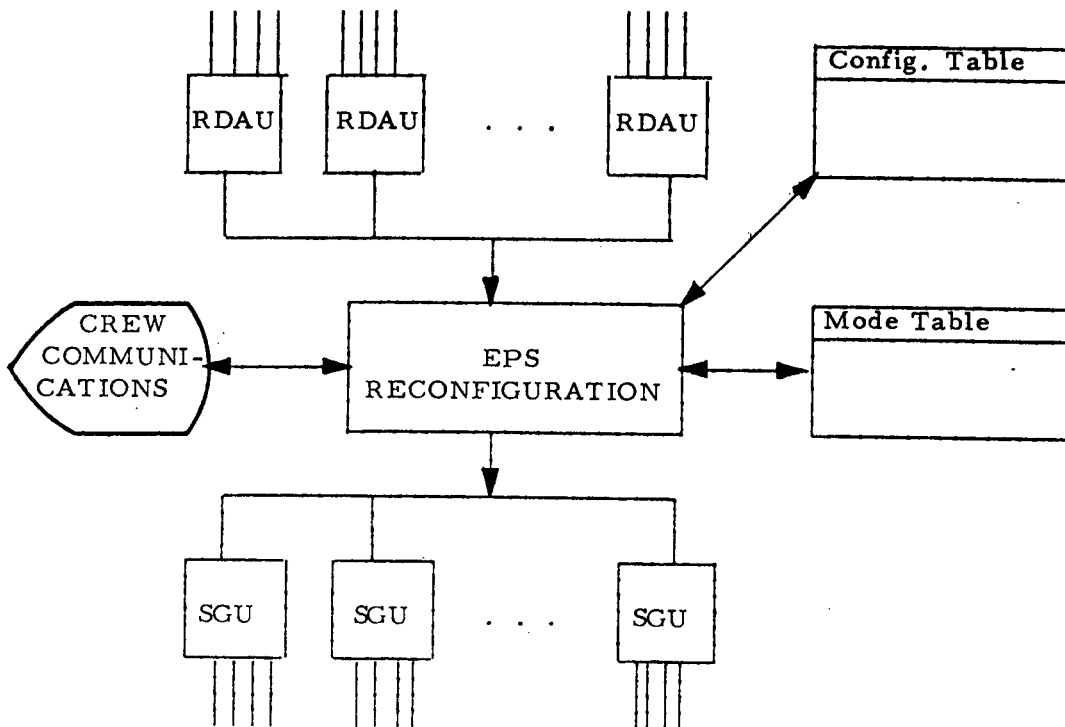 RDAU RDAU . . . RDAU
Config. Table
CREW
COMMUNI-
CATIONS
EPS
RECONFIGURATION
Mode Table
SGU SGU . . . SGU